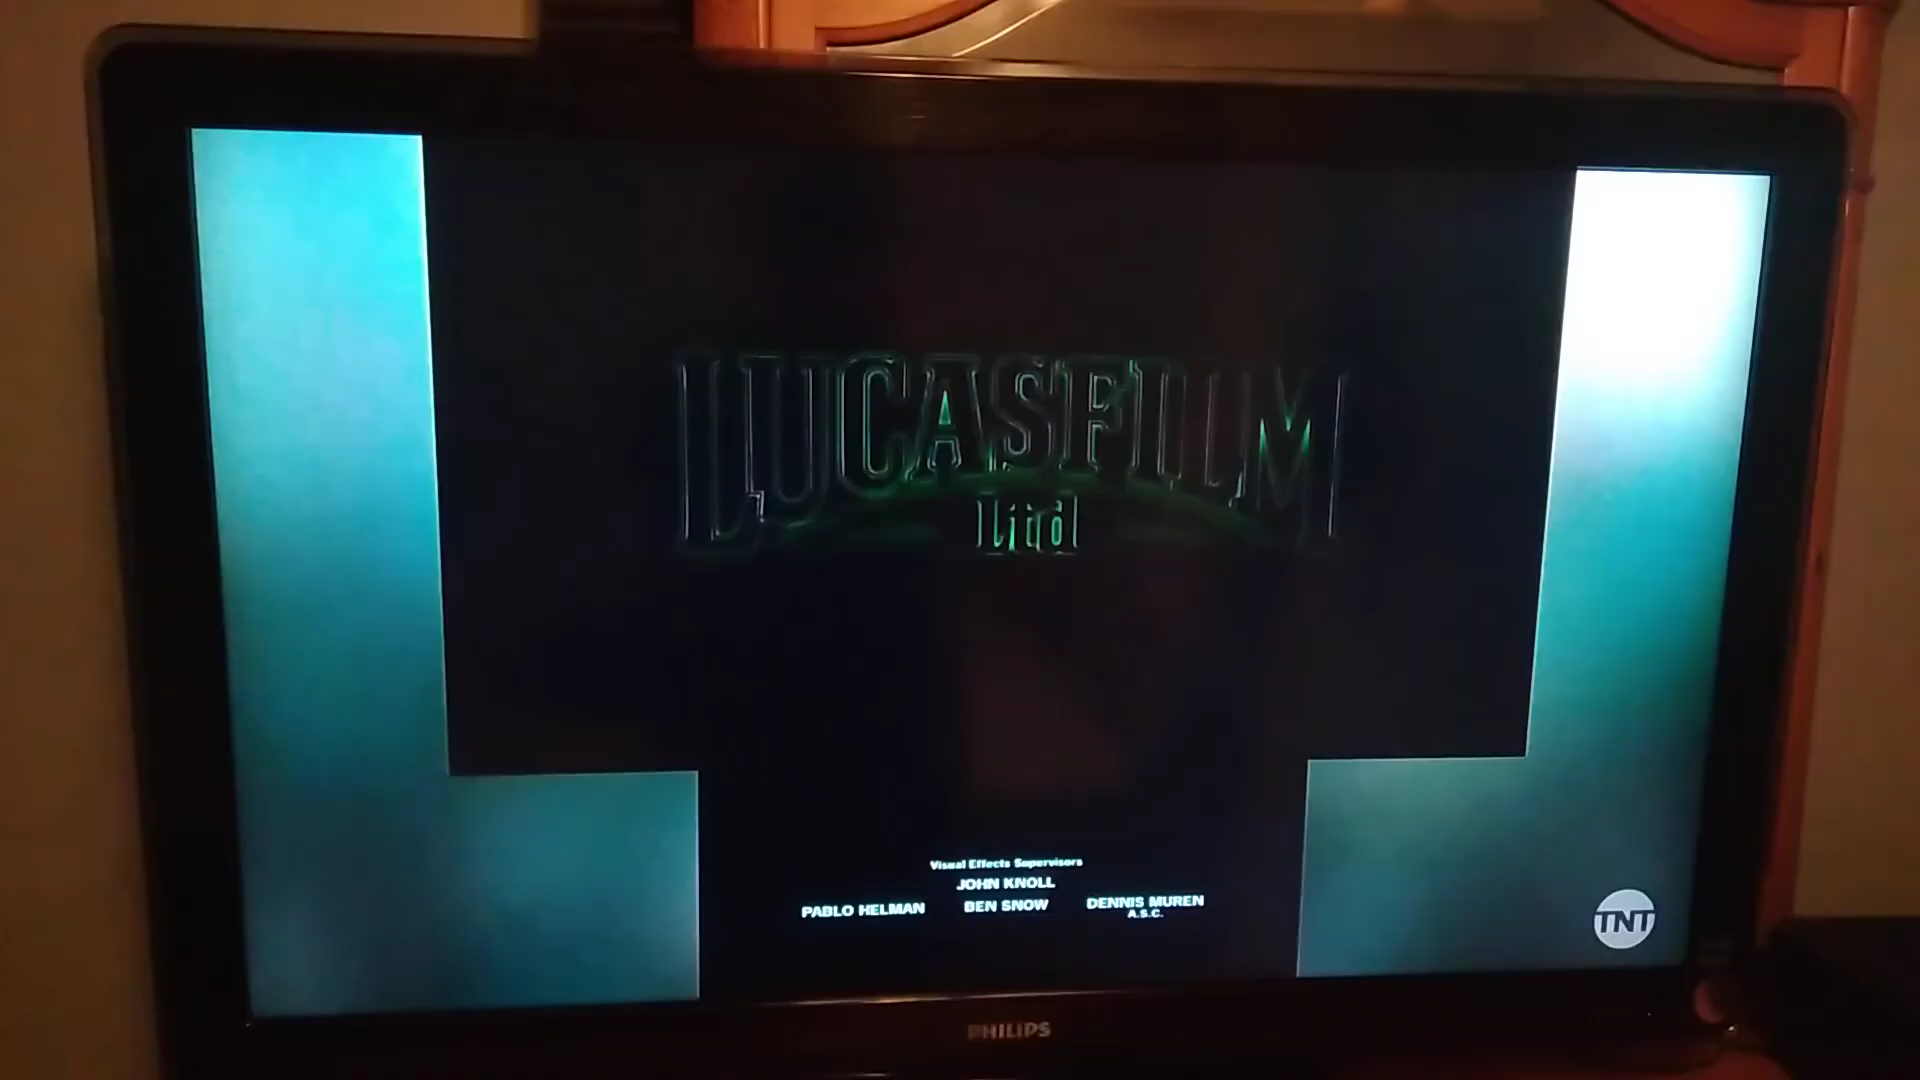 LUCASFILM
Ltd
Visual Effects Supervisors
JOHN KNOLL
PABLO HELMAN BEN SNOW DENNIS MUREN
A.S.C.
TNT
PHILIPS